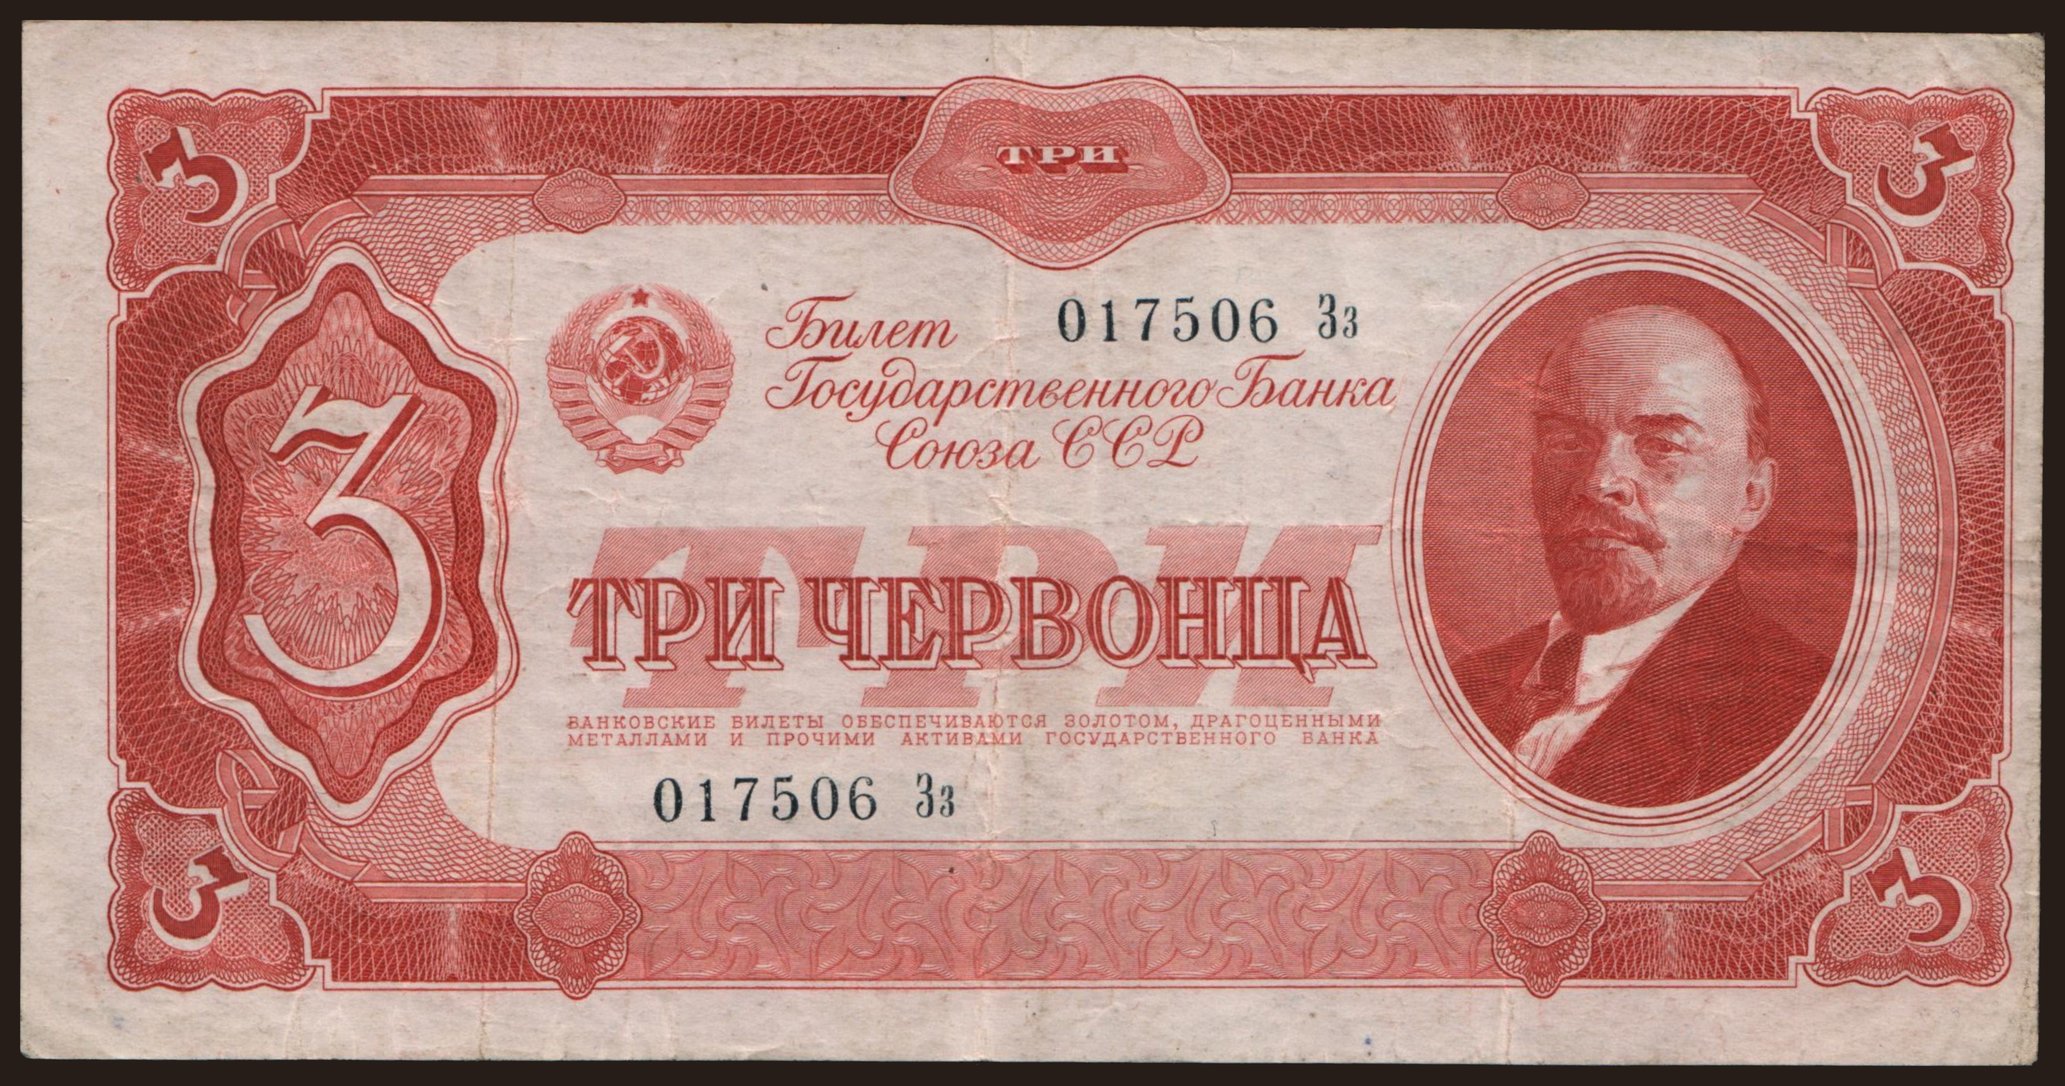 3
ТРИ
3
Билет
017506 Зз
Государственного Банка
Союза ССР
3
ТРИ
ТРИ ЧЕРВОНЦА
БАНКОВСКИЕ БИЛЕТЫ ОБЕСПЕЧИВАЮТСЯ ЗОЛОТОМ, ДРАГОЦЕННЫМИ
МЕТАЛЛАМИ И ПРОЧИМИ АКТИВАМИ ГОСУДАРСТВЕННОГО БАНКА
017506 Зз
3
3